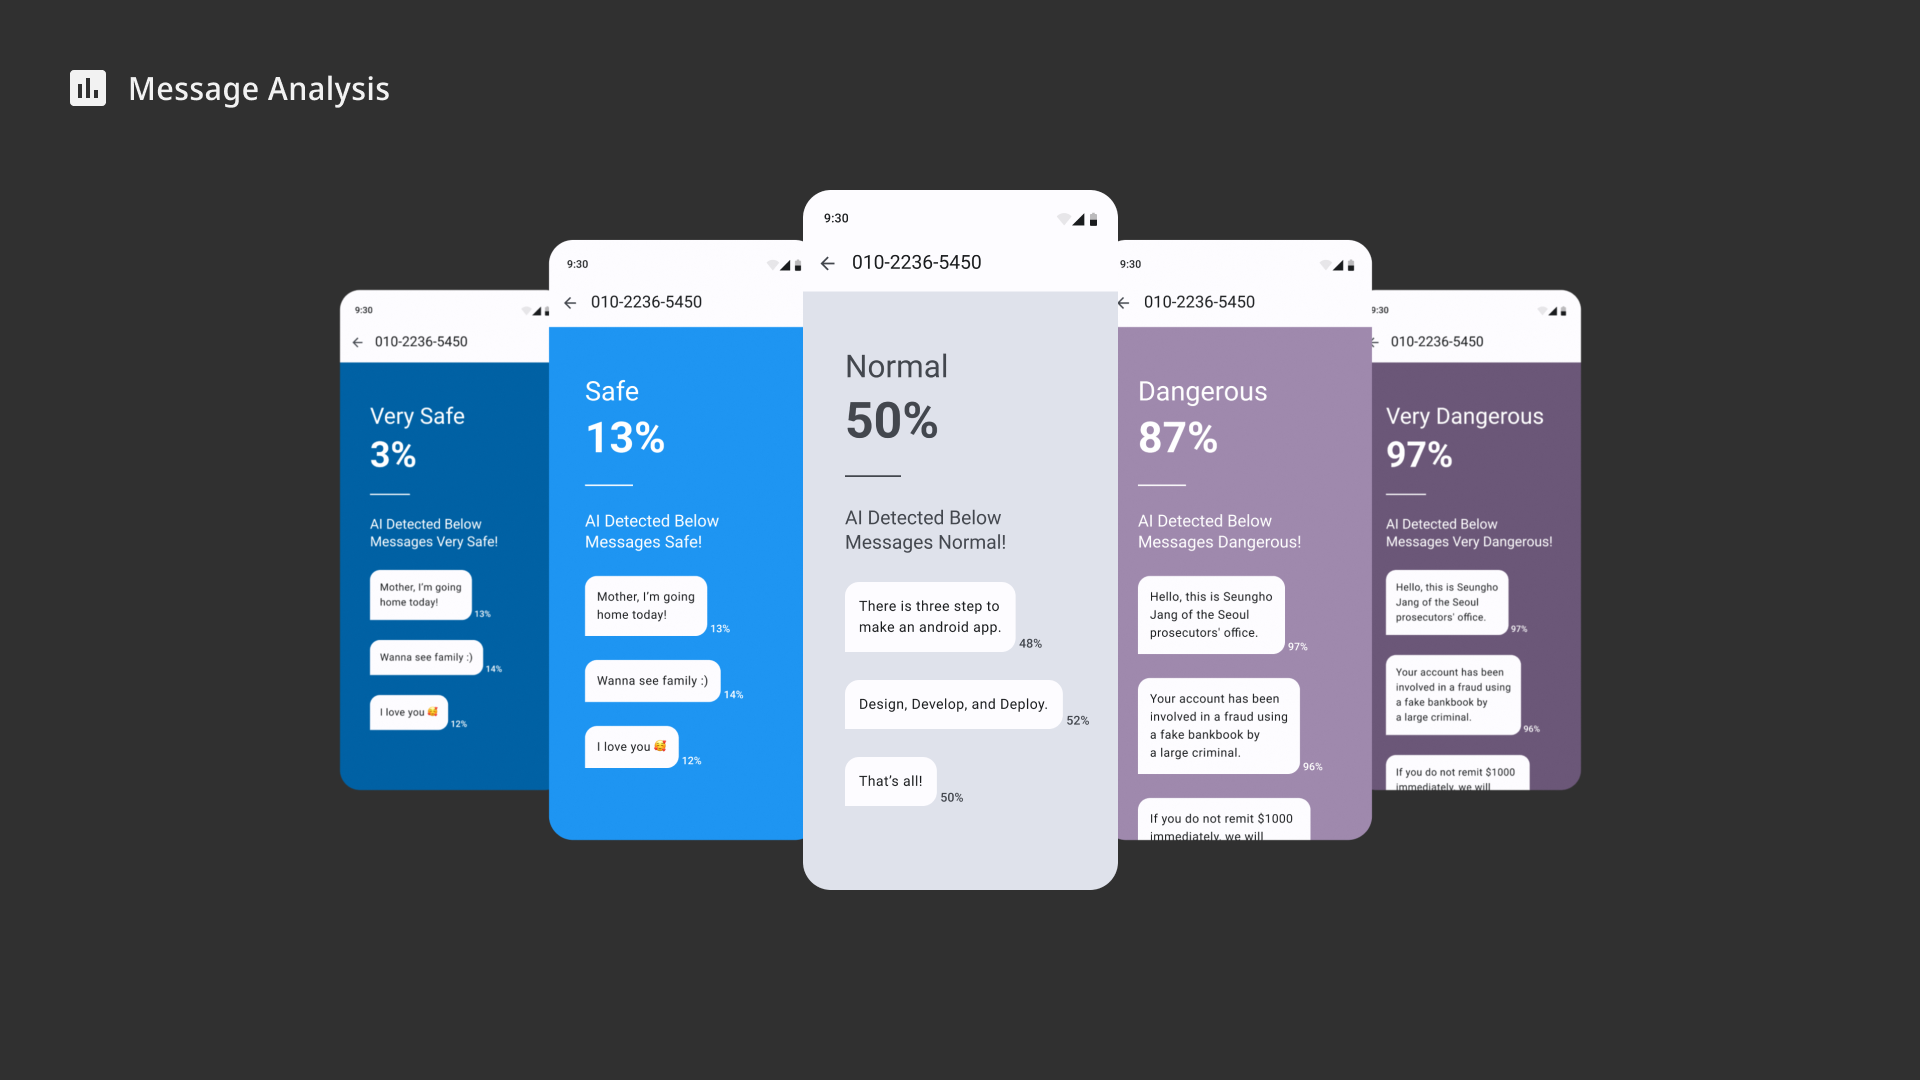 Message Analysis
9:30
010-2236-5450
Very Safe
3%
AI Detected Below
Messages Very Safe!
Mother, I'm going
home today!
13%
Wanna see family :)
14%
I love you 🥰
12%
9:30
010-2236-5450
Safe
13%
AI Detected Below
Messages Safe!
Mother, I'm going
home today!
13%
Wanna see family :)
14%
I love you 🥰
12%
9:30
010-2236-5450
Normal
50%
AI Detected Below
Messages Normal!
There is three step to
make an android app.
48%
Design, Develop, and Deploy.
52%
That's all!
50%
9:30
010-2236-5450
Dangerous
87%
AI Detected Below
Messages Dangerous!
Hello, this is Seungho
Jang of the Seoul
prosecutors' office.
97%
Your account has been
involved in a fraud using
a fake bankbook by
a large criminal.
96%
If you do not remit $1000
immediately, we will
9:30
010-2236-5450
Very Dangerous
97%
AI Detected Below
Messages Very Dangerous!
Hello, this is Seungho
Jang of the Seoul
prosecutors' office.
97%
Your account has been
involved in a fraud using
a fake bankbook by
a large criminal.
96%
If you do not remit $1000
immediately, we will